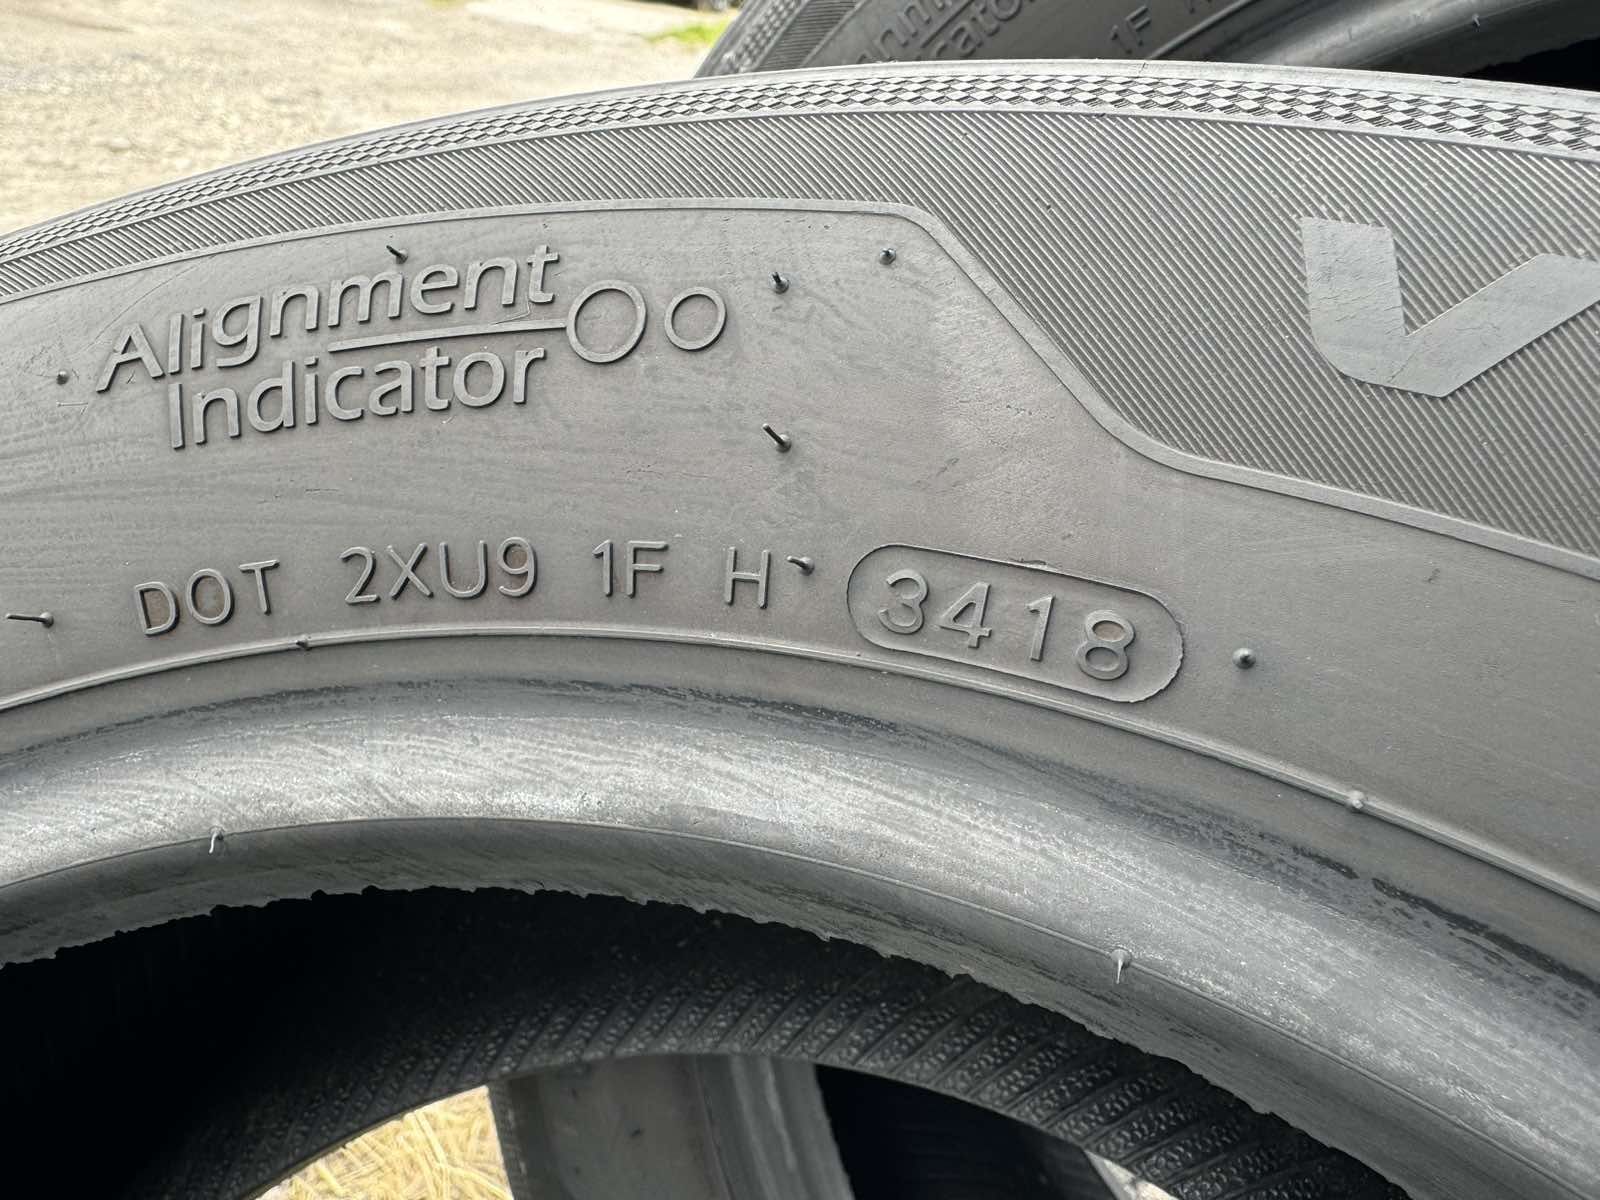 Alignment
Indicator
DOT 2XU9 1F H 3418